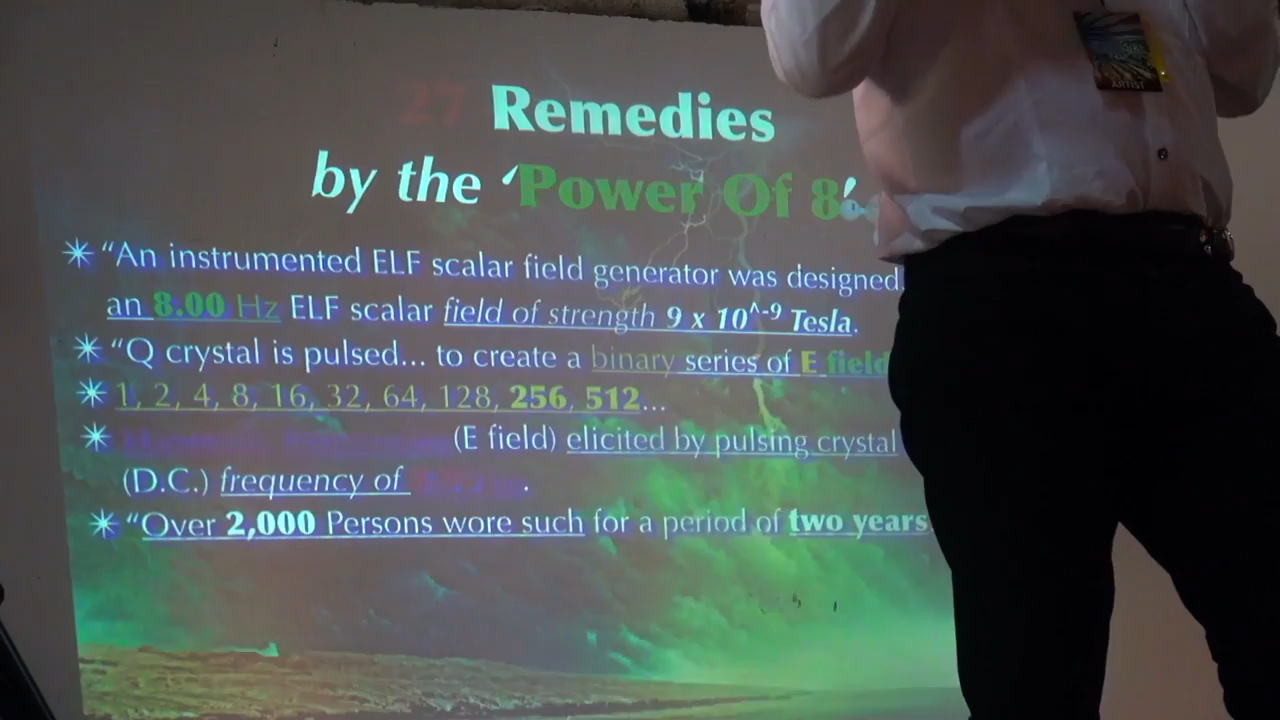 27 Remedies
by the ‘Power Of 8’
“An instrumented ELF scalar field generator was designed
an 8.00 Hz ELF scalar field of strength 9 x 10^-9 Tesla.
“Q crystal is pulsed... to create a binary series of E field
1, 2, 4, 8, 16, 32, 64, 128, 256, 512...
(E field) elicited by pulsing crystal
(D.C.) frequency of .
“Over 2,000 Persons wore such for a period of two years
ARTIST